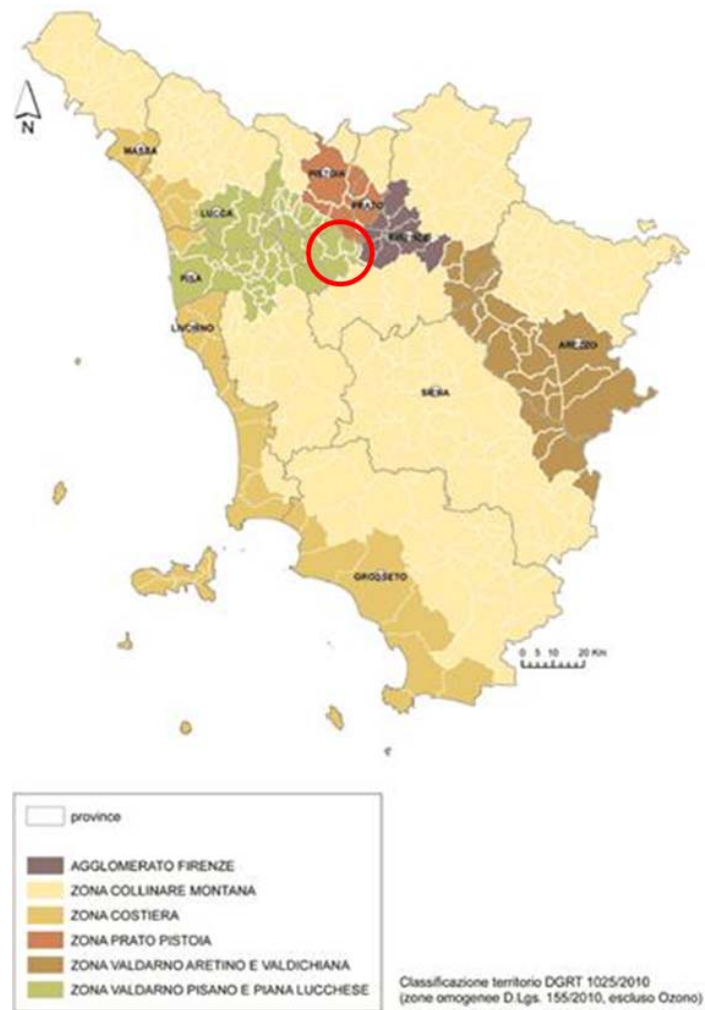 N
MASSA
PISTOIA
PRATO
LUCCA
FIRENZE
PISA
LIVORNO
AREZZO
SIENA
GROSSETO
0 5 10 20 Km
province
AGGLOMERATO FIRENZE
ZONA COLLINARE MONTANA
ZONA COSTIERA
ZONA PRATO PISTOIA
ZONA VALDARNO ARETINO E VALDICHIANA
ZONA VALDARNO PISANO E PIANA LUCCHESE
Classificazione territorio DGRT 1025/2010
(zone omogenee D.Lgs. 155/2010, escluso Ozono)